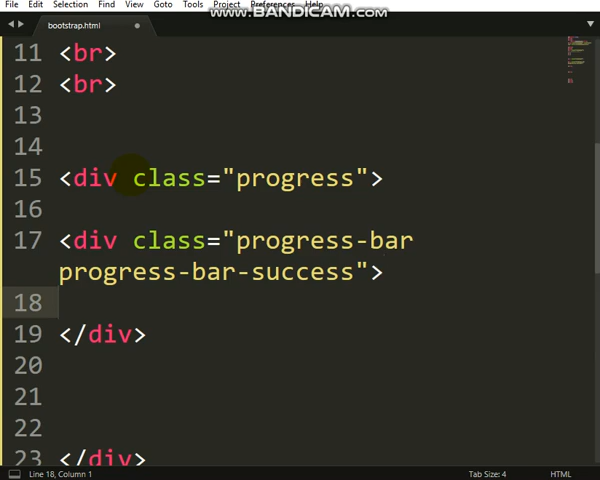 File Edit Selection Find View Goto Tools Project Preferences Help
WWW.BANDICAM.COM
bootstrap.html
11 <br>
12 <br>
13
14
15 <div class="progress">
16
17 <div class="progress-bar
progress-bar-success">
18
19 </div>
20
21
22
23 </div>
Line 18, Column 1 Tab Size: 4 HTML